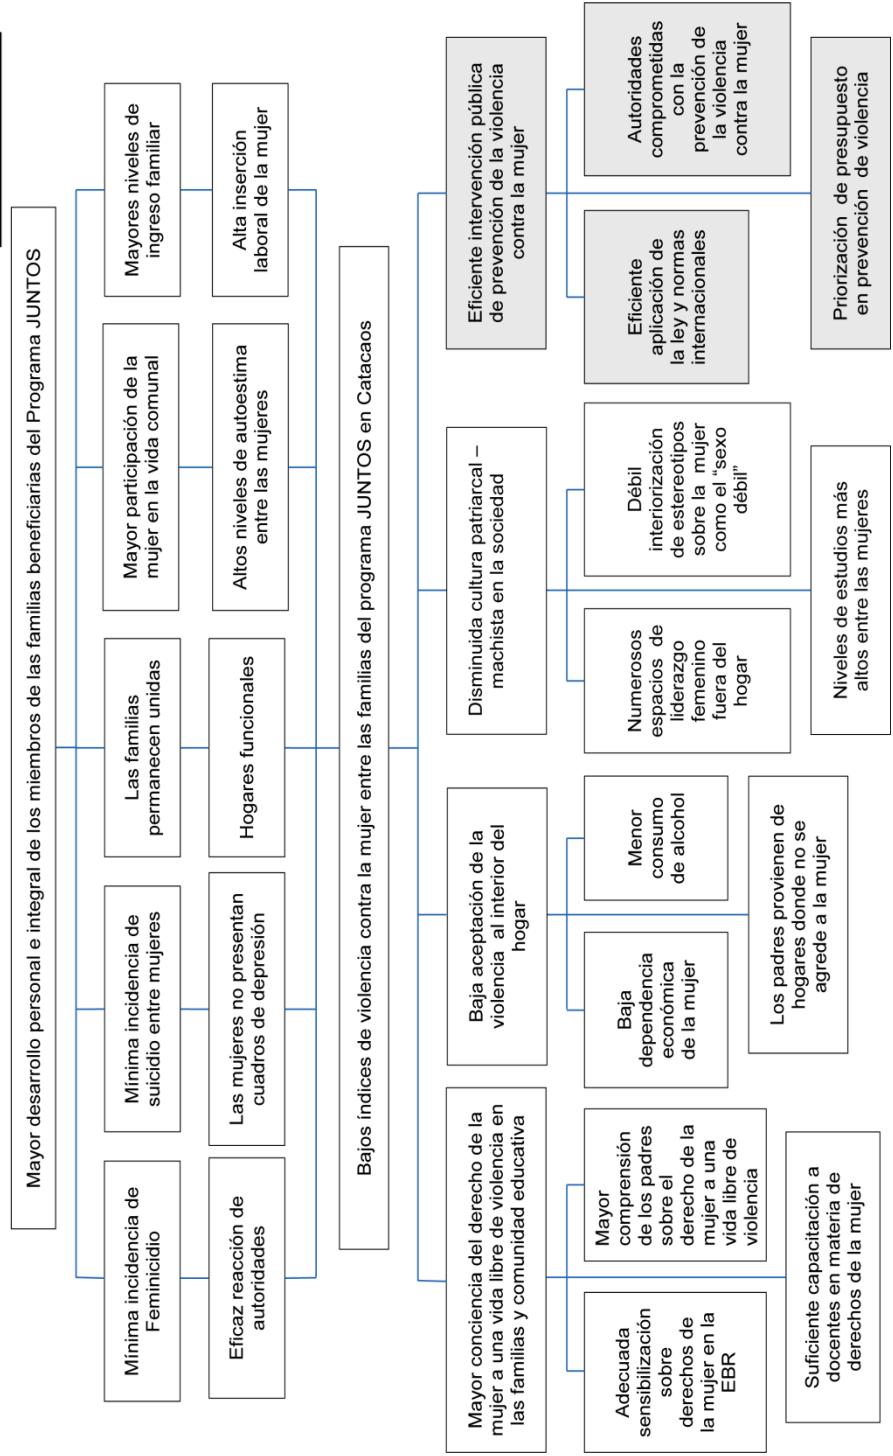 Mayor desarrollo personal e integral de los miembros de las familias beneficiarias del Programa JUNTOS
Mínima incidencia de
Feminicidio
Mínima incidencia de
suicidio entre mujeres
Las familias
permanecen unidas
Mayor participación de la
mujer en la vida comunal
Mayores niveles de
ingreso familiar
Eficaz reacción de
autoridades
Las mujeres no presentan
cuadros de depresión
Hogares funcionales
Altos niveles de autoestima
entre las mujeres
Alta inserción
laboral de la mujer
Bajos índices de violencia contra la mujer entre las familias del programa JUNTOS en Catacaos
Mayor conciencia del derecho de la
mujer a una vida libre de violencia en
las familias y comunidad educativa
Baja aceptación de la
violencia al interior del
hogar
Disminuida cultura patriarcal –
machista en la sociedad
Eficiente intervención pública
de prevención de la violencia
contra la mujer
Adecuada
sensibilización
sobre
derechos de
la mujer en la
EBR
Mayor
comprensión
de los padres
sobre el
derecho de la
mujer a una
vida libre de
violencia
Baja
dependencia
económica
de la mujer
Menor
consumo
de alcohol
Numerosos
espacios de
liderazgo
femenino
fuera del
hogar
Débil
interiorización
de estereotipos
sobre la mujer
como el “sexo
débil”
Eficiente
aplicación de
la ley y normas
internacionales
Autoridades
comprometidas
con la
prevención de
la violencia
contra la mujer
Suficiente capacitación a
docentes en materia de
derechos de la mujer
Los padres provienen de
hogares donde no se
agrede a la mujer
Niveles de estudios más
altos entre las mujeres
Priorización de presupuesto
en prevención de violencia